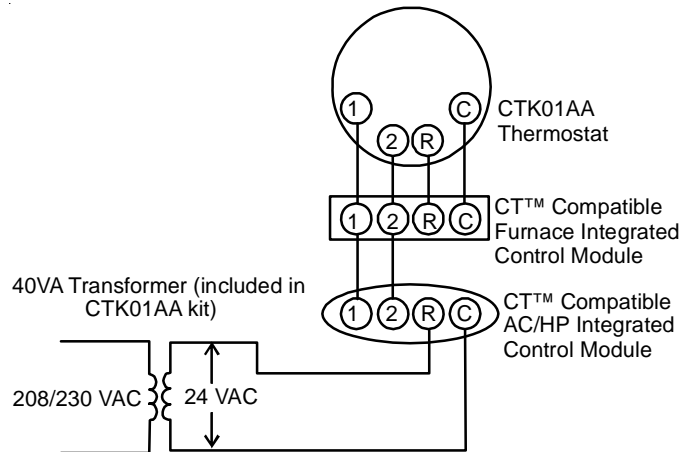 1 C
2 R
CTK01AA
Thermostat
1 2 R C
CT™ Compatible
Furnace Integrated
Control Module
40VA Transformer (included in
CTK01AA kit)
1 2 R C
CT™ Compatible
AC/HP Integrated
Control Module
208/230 VAC
24 VAC